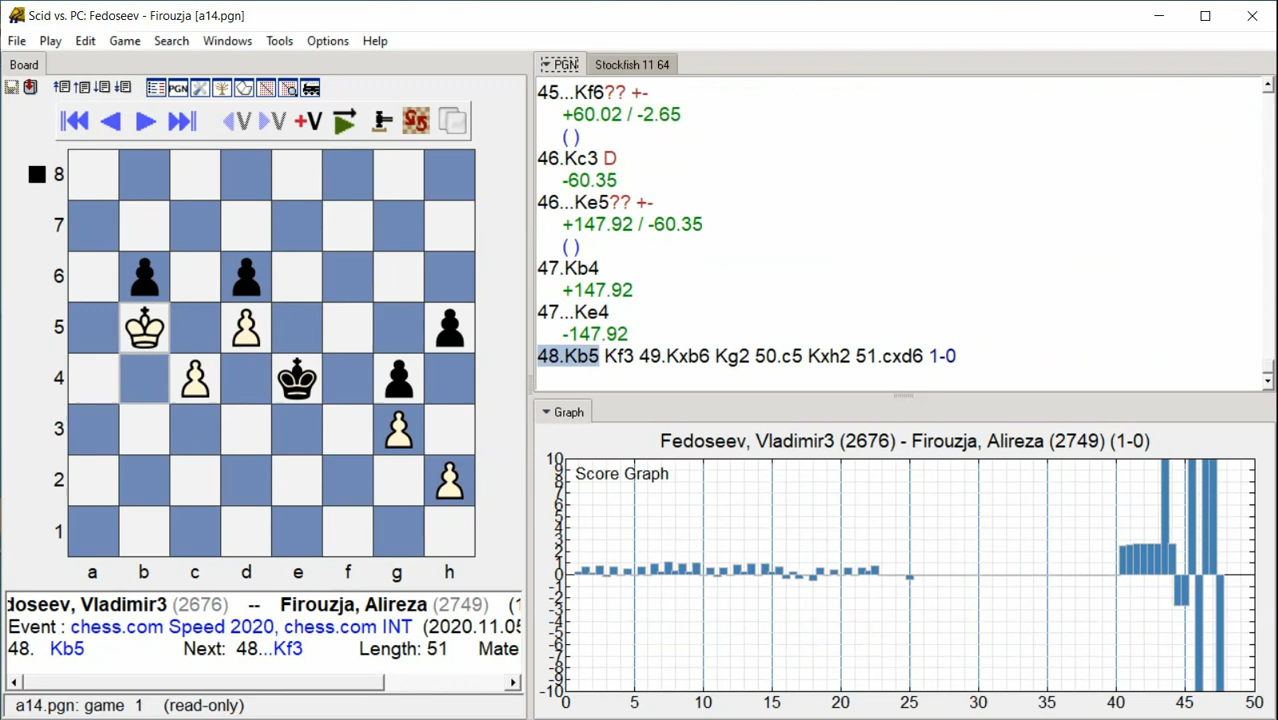 Scid vs. PC: Fedoseev - Firouzja [a14.pgn]
File Play Edit Game Search Windows Tools Options Help
Board
PGN Stockfish 11 64
PGN
V V +V
8
7
6
5
4
3
2
1
a b c d e f g h
45...Kf6?? +-
+60.02 / -2.65
( )
46.Kc3 D
-60.35
46...Ke5?? +-
+147.92 / -60.35
( )
47.Kb4
+147.92
47...Ke4
-147.92
48.Kb5 Kf3 49.Kxb6 Kg2 50.c5 Kxh2 51.cxd6 1-0
Graph
Fedoseev, Vladimir3 (2676) - Firouzja, Alireza (2749) (1-0)
Score Graph
10
9
8
7
6
5
4
3
2
1
0
-1
-2
-3
-4
-5
-6
-7
-8
-9
-10
0 5 10 15 20 25 30 35 40 45 50
doseev, Vladimir3 (2676) -- Firouzja, Alireza (2749) (1
Event : chess.com Speed 2020, chess.com INT (2020.11.05
48. Kb5 Next: 48...Kf3 Length: 51 Mate
a14.pgn: game 1 (read-only)